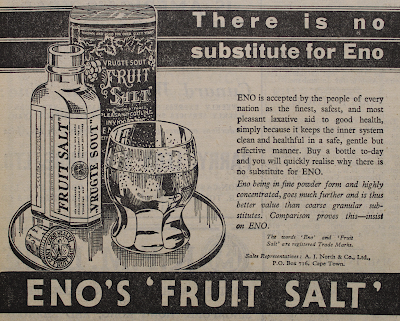 There is no
substitute for Eno
VRUGTE SOUT
FRUIT
SALT
PLEASANT COOLING
FRUIT SALT
VRUGTE SOUT
ENO is accepted by the people of every
nation as the finest, safest, and most
pleasant laxative aid to good health,
simply because it keeps the inner system
clean and healthful in a safe, gentle but
effective manner. Buy a bottle to-day
and you will quickly realise why there is
no substitute for ENO.
Eno being in fine powder form and highly
concentrated, goes much further and is thus
better value than coarse granular sub-
stitutes. Comparison proves this—insist
on ENO.
The words 'Eno' and 'Fruit
Salt' are registered Trade Marks.
Sales Representatives: A. J. North & Co., Ltd.,
P.O. Box 716, Cape Town.
ENO'S 'FRUIT SALT'